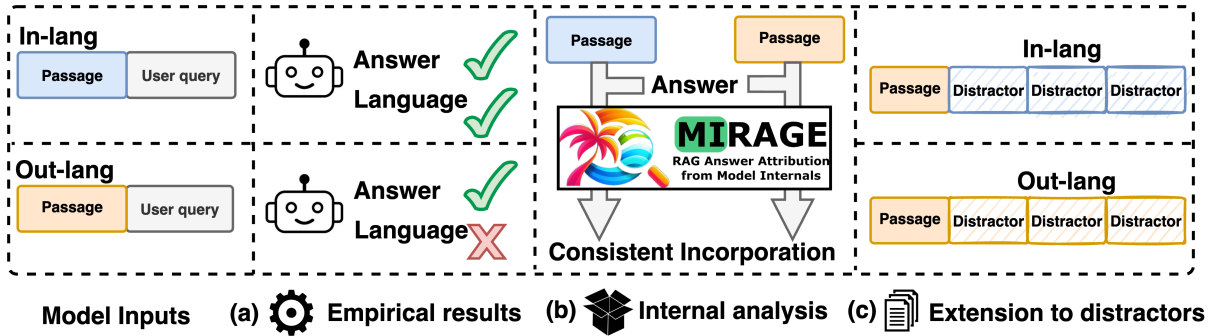 In-lang
Passage User query
Out-lang
Passage User query
Answer
Language
Answer
Language
Passage Passage
Answer
MIRAGE
RAG Answer Attribution
from Model Internals
Consistent Incorporation
In-lang
Passage Distractor Distractor Distractor
Out-lang
Passage Distractor Distractor Distractor
Model Inputs (a) Empirical results (b) Internal analysis (c) Extension to distractors